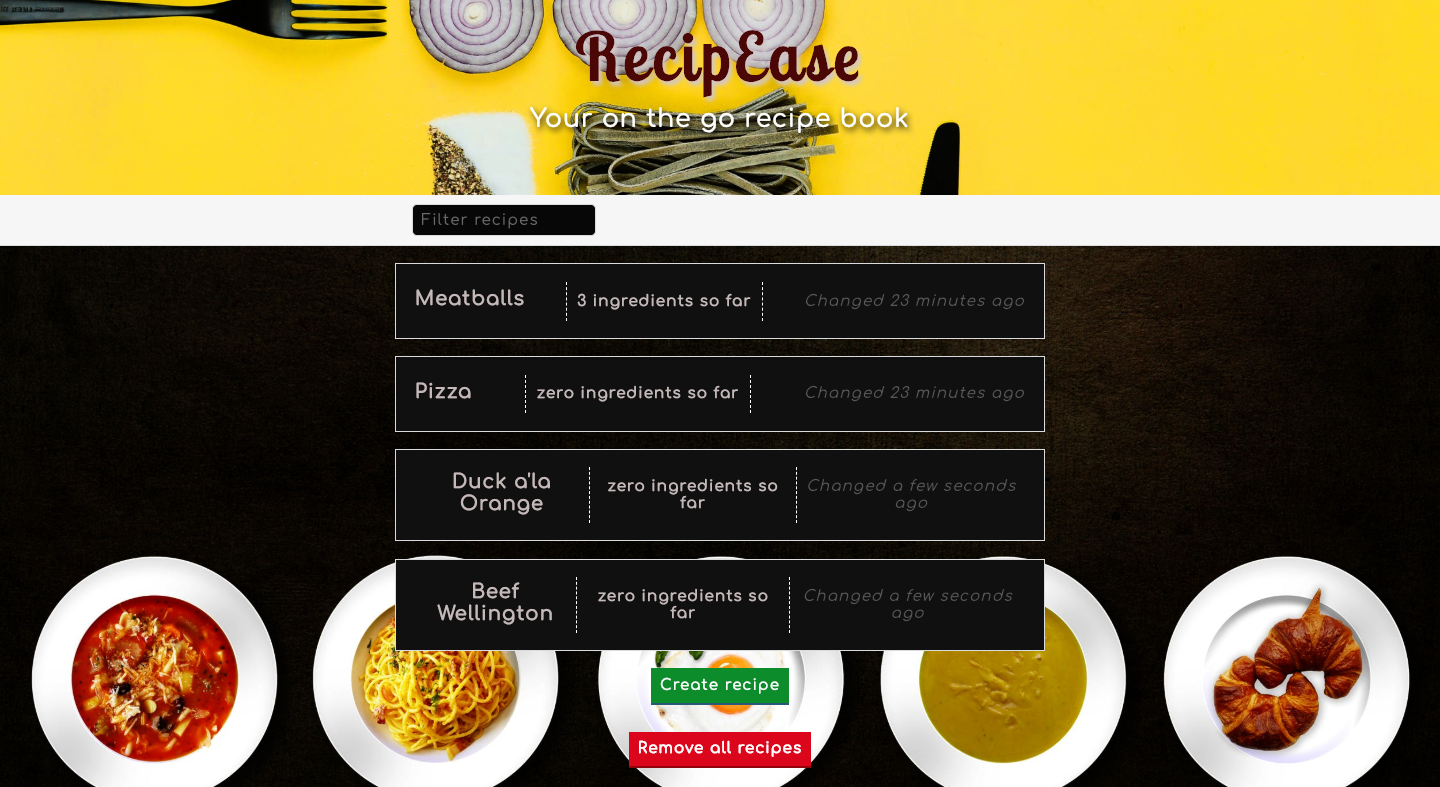 RecipEase
Your on the go recipe book
Filter recipes
Meatballs
3 ingredients so far
Changed 23 minutes ago
Pizza
zero ingredients so far
Changed 23 minutes ago
Duck a'la
Orange
zero ingredients so
far
Changed a few seconds
ago
Beef
Wellington
zero ingredients so
far
Changed a few seconds
ago
Create recipe
Remove all recipes